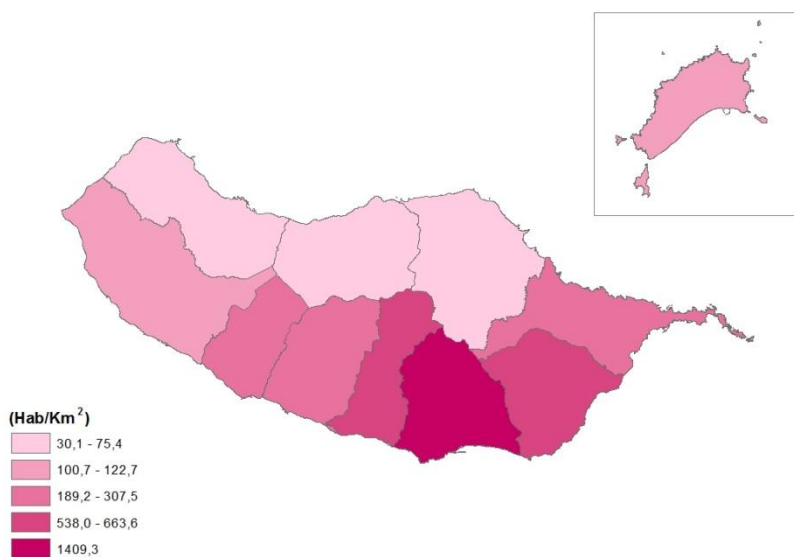 (Hab/Km²)
30,1 - 75,4
100,7 - 122,7
189,2 - 307,5
538,0 - 663,6
1409,3